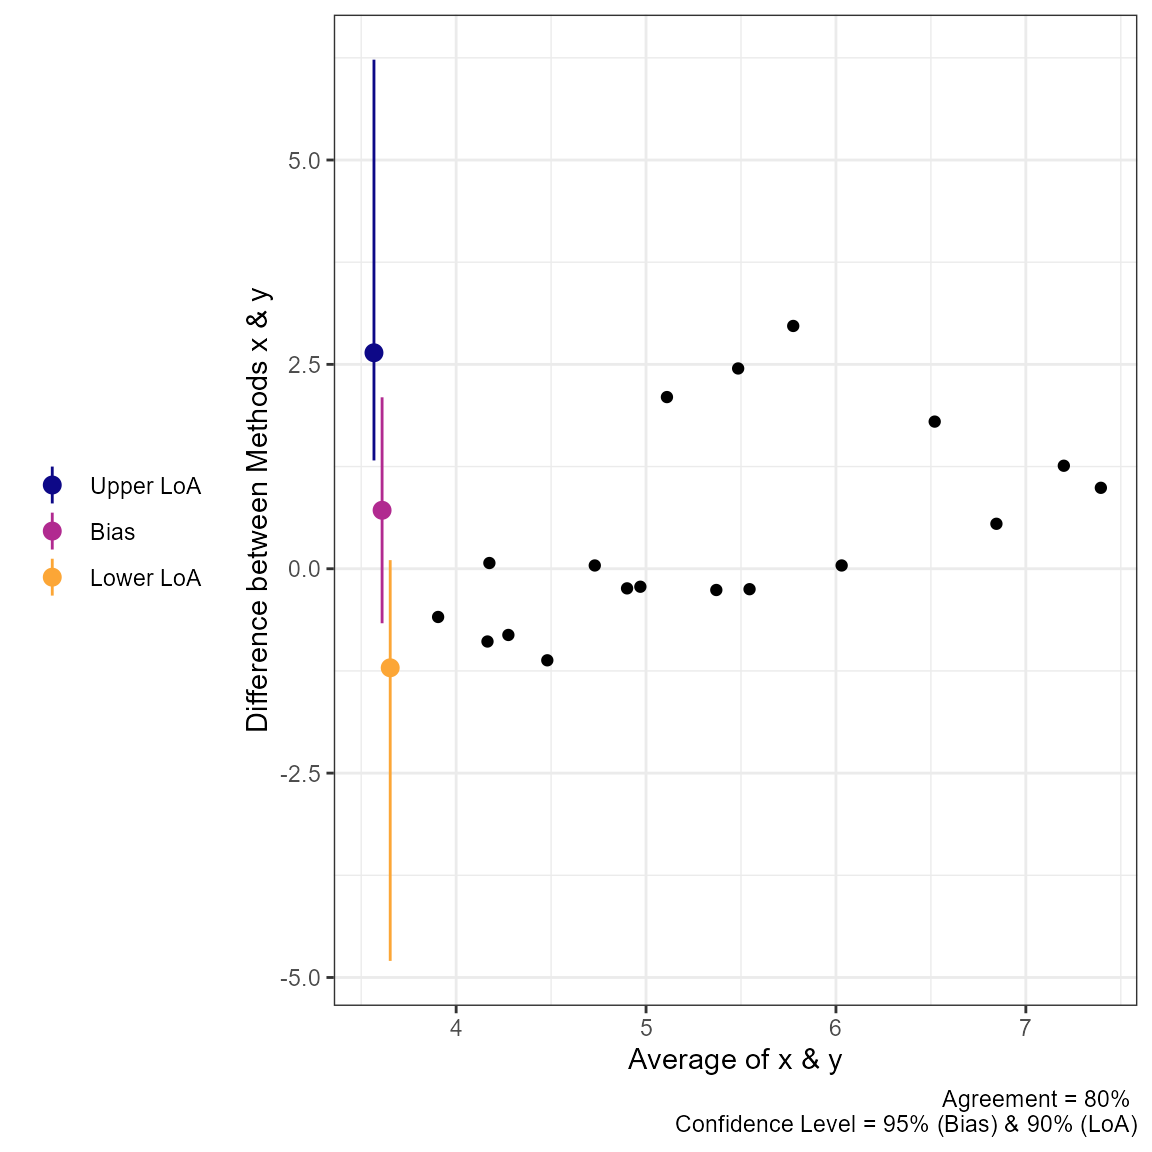 Upper LoA
Bias
Lower LoA
Difference between Methods x & y
5.0
2.5
0.0
-2.5
-5.0
4 5 6 7
Average of x & y
Agreement = 80%
Confidence Level = 95% (Bias) & 90% (LoA)